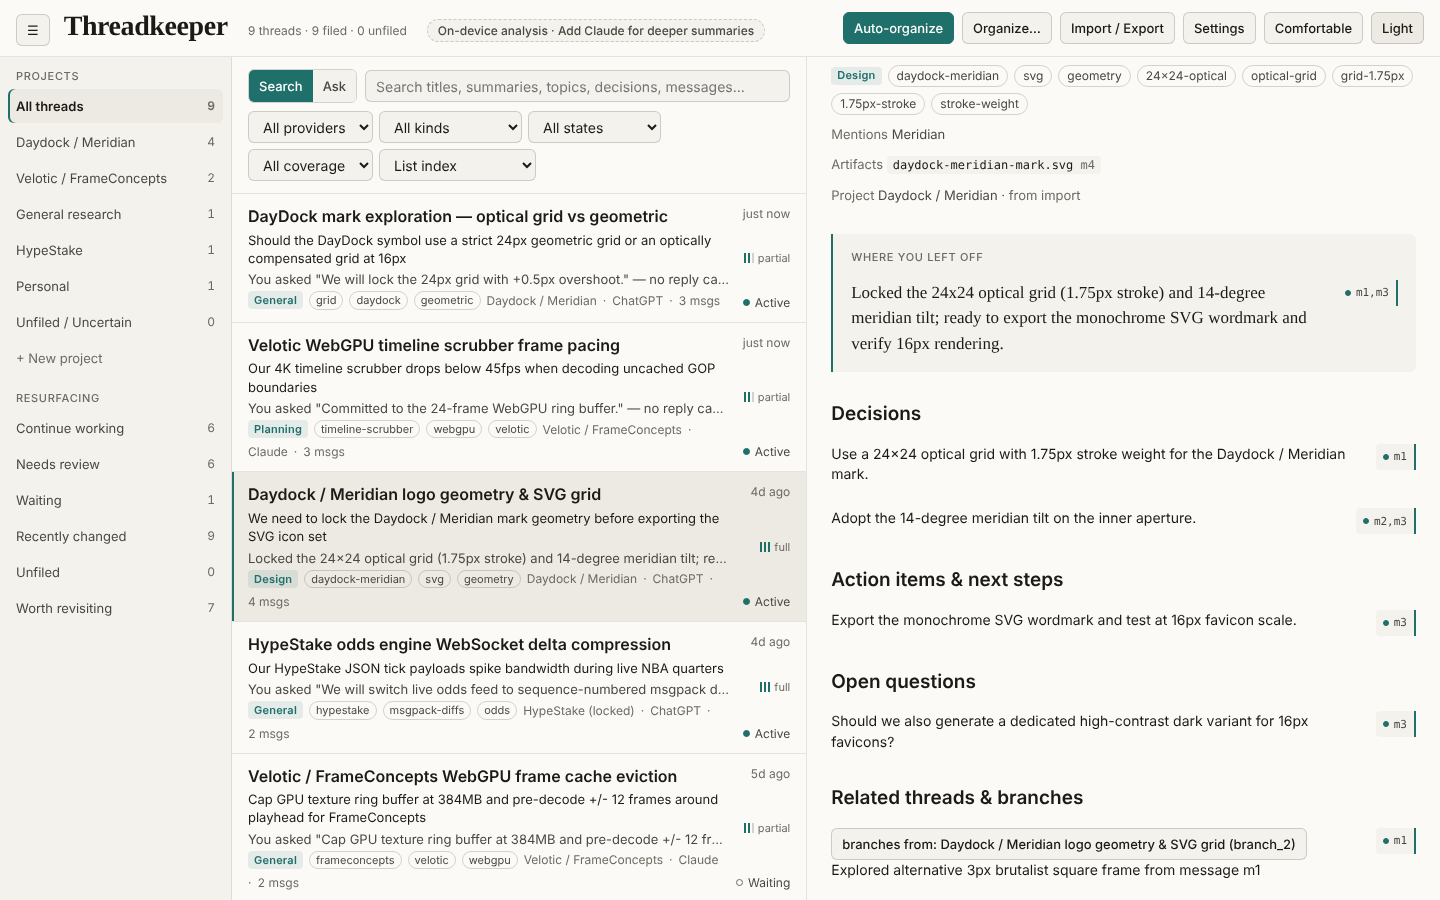 ☰ Threadkeeper 9 threads · 9 filed · 0 unfiled On-device analysis · Add Claude for deeper summaries Auto-organize Organize... Import / Export Settings Comfortable Light
PROJECTS
All threads 9
Daydock / Meridian 4
Velotic / FrameConcepts 2
General research 1
HypeStake 1
Personal 1
Unfiled / Uncertain 0
+ New project
RESURFACING
Continue working 6
Needs review 6
Waiting 1
Recently changed 9
Unfiled 0
Worth revisiting 7
Search Ask Search titles, summaries, topics, decisions, messages...
All providers All kinds All states
All coverage List index
DayDock mark exploration — optical grid vs geometric just now
Should the DayDock symbol use a strict 24px geometric grid or an optically
compensated grid at 16px partial
You asked "We will lock the 24px grid with +0.5px overshoot." — no reply ca...
General grid daydock geometric Daydock / Meridian · ChatGPT · 3 msgs Active
Velotic WebGPU timeline scrubber frame pacing just now
Our 4K timeline scrubber drops below 45fps when decoding uncached GOP
boundaries partial
You asked "Committed to the 24-frame WebGPU ring buffer." — no reply ca...
Planning timeline-scrubber webgpu velotic Velotic / FrameConcepts ·
Claude · 3 msgs Active
Daydock / Meridian logo geometry & SVG grid 4d ago
We need to lock the Daydock / Meridian mark geometry before exporting the
SVG icon set full
Locked the 24×24 optical grid (1.75px stroke) and 14-degree meridian tilt; re...
Design daydock-meridian svg geometry Daydock / Meridian · ChatGPT ·
4 msgs Active
HypeStake odds engine WebSocket delta compression 4d ago
Our HypeStake JSON tick payloads spike bandwidth during live NBA quarters
You asked "We will switch live odds feed to sequence-numbered msgpack d... full
General hypestake msgpack-diffs odds HypeStake (locked) · ChatGPT ·
2 msgs Active
Velotic / FrameConcepts WebGPU frame cache eviction 5d ago
Cap GPU texture ring buffer at 384MB and pre-decode +/- 12 frames around
playhead for FrameConcepts partial
You asked "Cap GPU texture ring buffer at 384MB and pre-decode +/- 12 fr...
General frameconcepts velotic webgpu Velotic / FrameConcepts · Claude
· 2 msgs Waiting
Design daydock-meridian svg geometry 24×24-optical optical-grid grid-1.75px
1.75px-stroke stroke-weight
Mentions Meridian
Artifacts daydock-meridian-mark.svg m4
Project Daydock / Meridian · from import
WHERE YOU LEFT OFF
Locked the 24x24 optical grid (1.75px stroke) and 14-degree m1,m3
meridian tilt; ready to export the monochrome SVG wordmark and
verify 16px rendering.
Decisions
Use a 24×24 optical grid with 1.75px stroke weight for the Daydock / Meridian m1
mark.
Adopt the 14-degree meridian tilt on the inner aperture. m2,m3
Action items & next steps
Export the monochrome SVG wordmark and test at 16px favicon scale. m3
Open questions
Should we also generate a dedicated high-contrast dark variant for 16px m3
favicons?
Related threads & branches
branches from: Daydock / Meridian logo geometry & SVG grid (branch_2) m1
Explored alternative 3px brutalist square frame from message m1